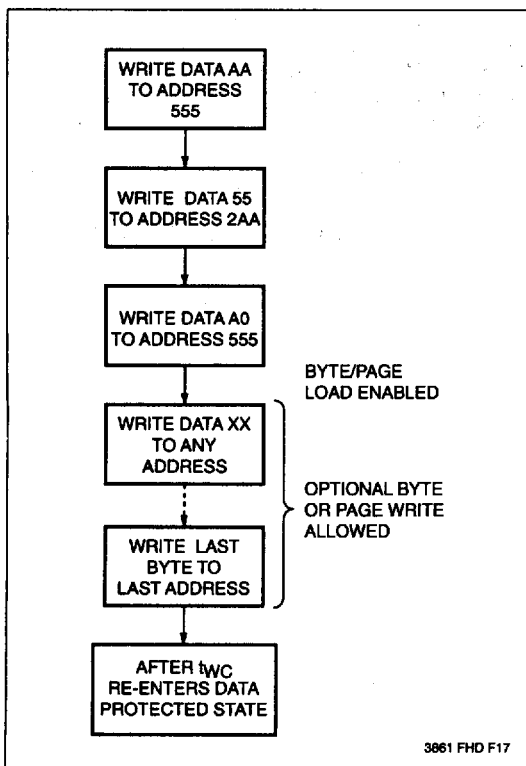 WRITE DATA AA
TO ADDRESS
555
WRITE DATA 55
TO ADDRESS 2AA
WRITE DATA A0
TO ADDRESS 555
BYTE/PAGE
LOAD ENABLED
WRITE DATA XX
TO ANY
ADDRESS
OPTIONAL BYTE
OR PAGE WRITE
ALLOWED
WRITE LAST
BYTE TO
LAST ADDRESS
AFTER tWC
RE-ENTERS DATA
PROTECTED STATE
3861 FHD F17